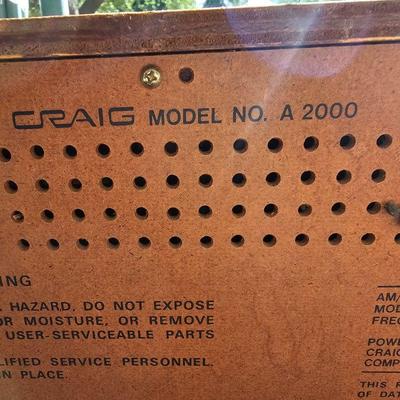 CRAIG MODEL NO. A 2000
ING
HAZARD, DO NOT EXPOSE
OR MOISTURE, OR REMOVE
USER-SERVICEABLE PARTS
LIFIED SERVICE PERSONNEL.
N PLACE.
AM/
MOD
FREQ
POWE
CRAIG
COMP
THIS R
OF DAT